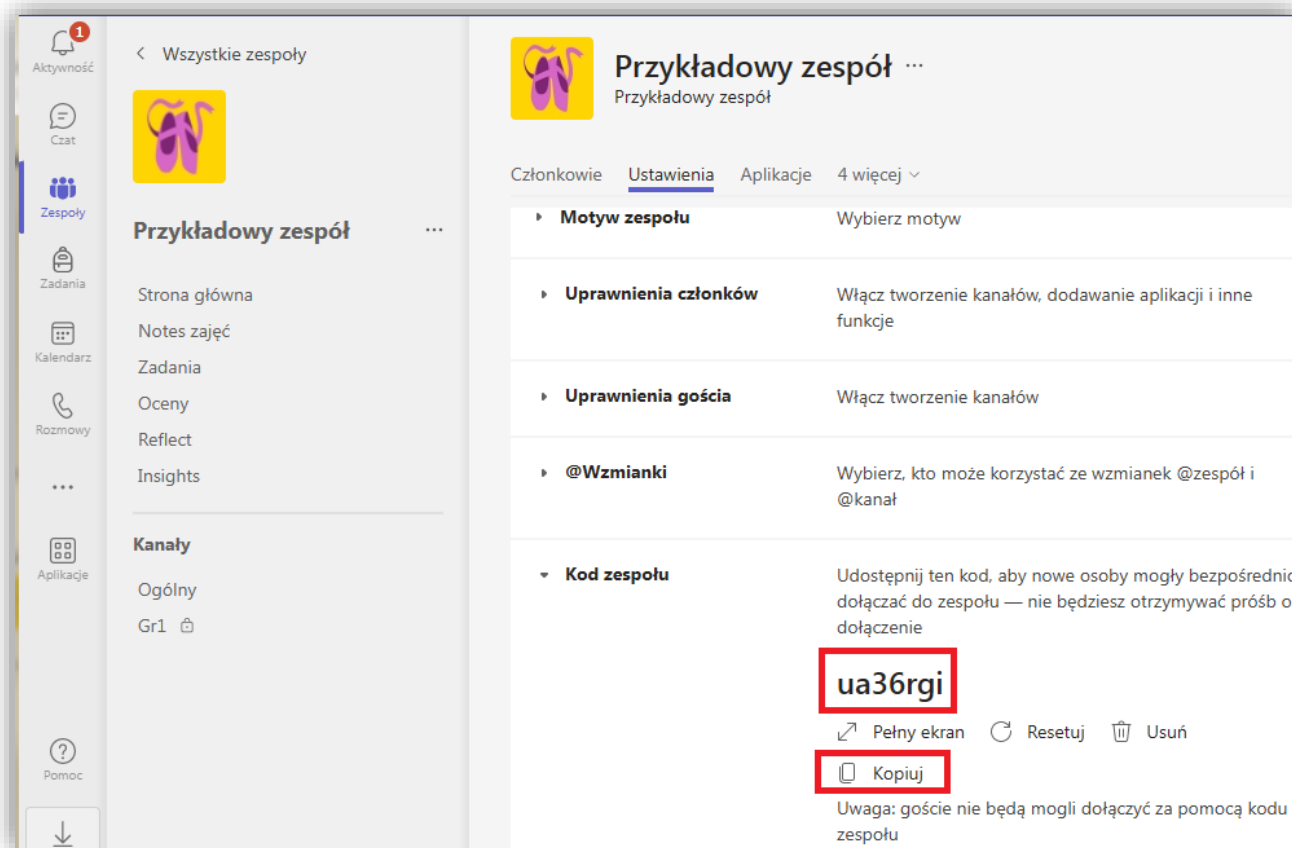 1
Aktywność
Czat
Zespoły
Zadania
Kalendarz
Rozmowy
Aplikacje
Pomoc
Wszystkie zespoły
Przykładowy zespół ...
Strona główna
Notes zajęć
Zadania
Oceny
Reflect
Insights
Kanały
Ogólny
Gr1
Przykładowy zespół ...
Przykładowy zespół
Członkowie Ustawienia Aplikacje 4 więcej
Motyw zespołu Wybierz motyw
Uprawnienia członków Włącz tworzenie kanałów, dodawanie aplikacji i inne
funkcje
Uprawnienia gościa Włącz tworzenie kanałów
@Wzmianki Wybierz, kto może korzystać ze wzmianek @zespół i
@kanał
Kod zespołu Udostępnij ten kod, aby nowe osoby mogły bezpośrednio
dołączać do zespołu — nie będziesz otrzymywać próśb o
dołączenie
ua36rgi
Pełny ekran Resetuj Usuń
Kopiuj
Uwaga: goście nie będą mogli dołączyć za pomocą kodu
zespołu